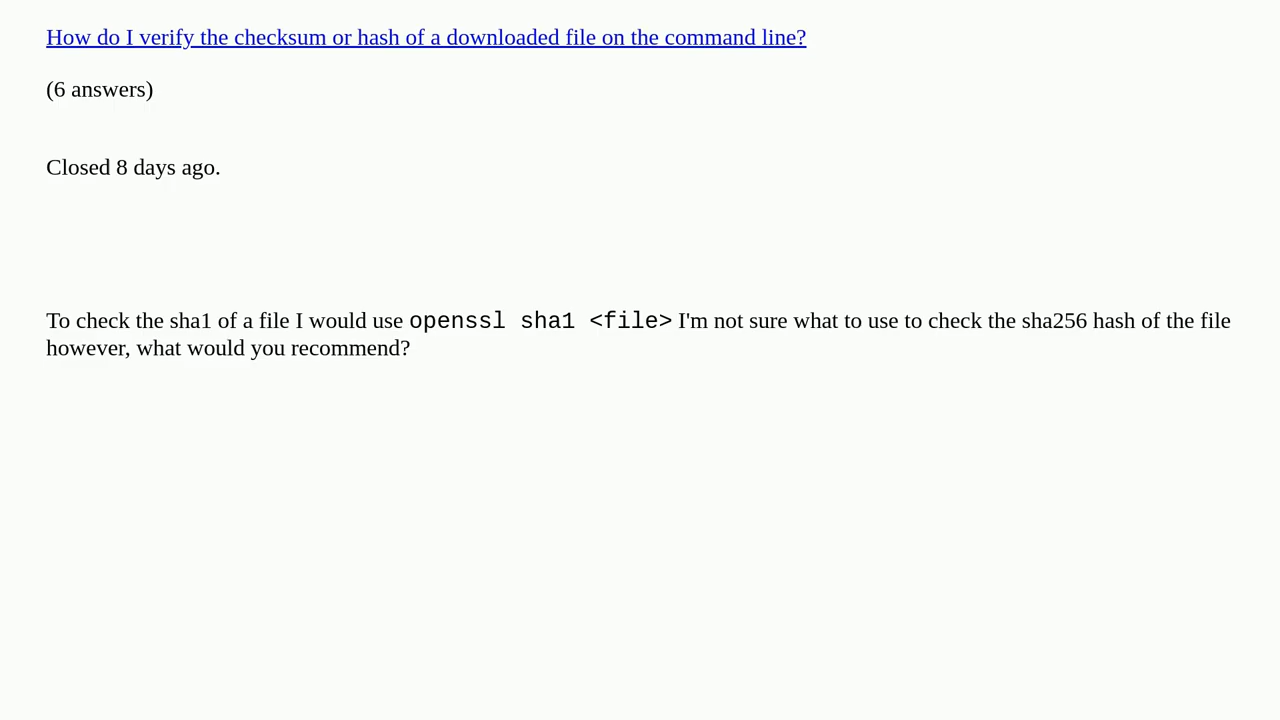 How do I verify the checksum or hash of a downloaded file on the command line?
(6 answers)
Closed 8 days ago.
To check the sha1 of a file I would use openssl sha1 <file> I'm not sure what to use to check the sha256 hash of the file
however, what would you recommend?